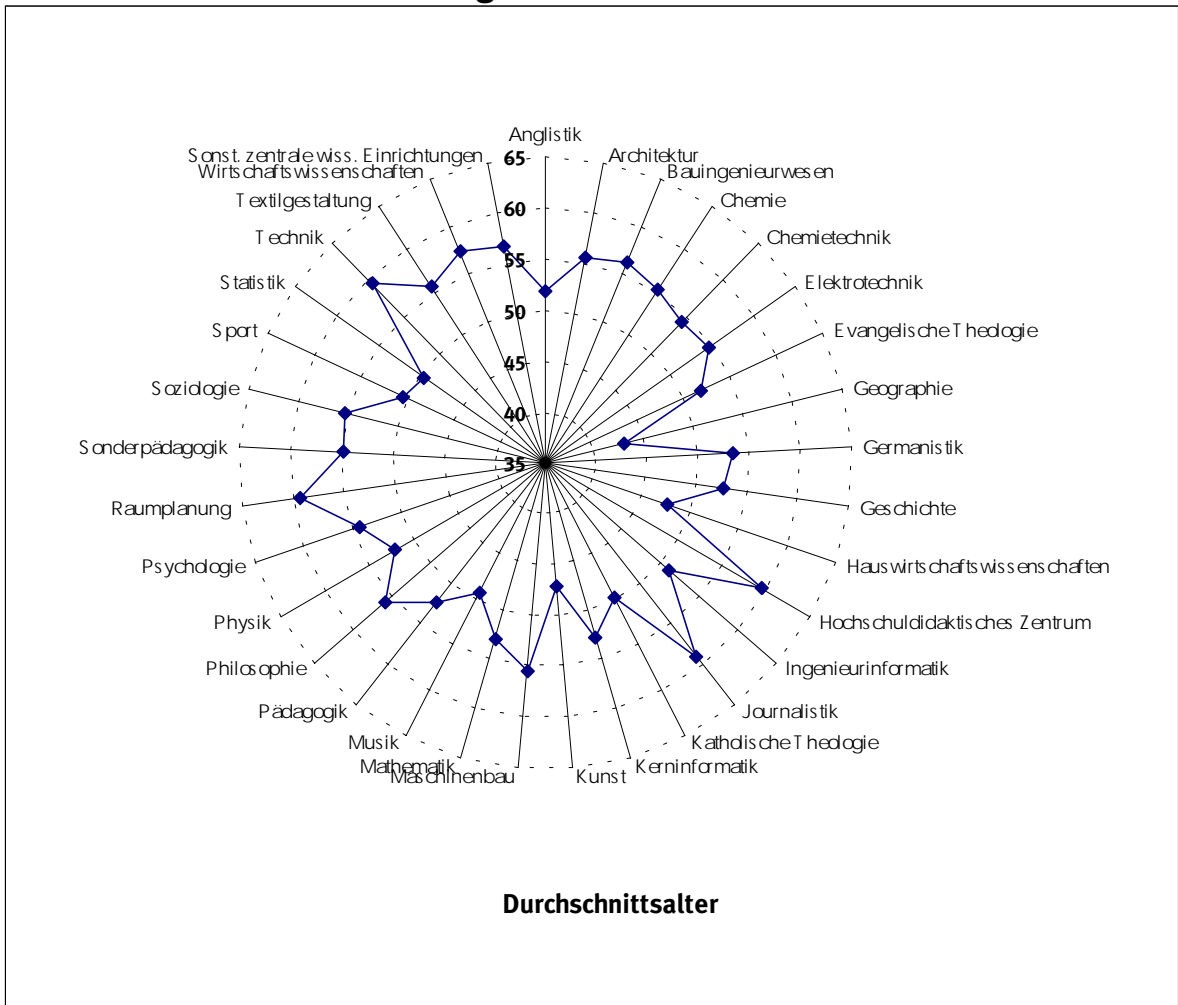 Anglistik
Architektur
Bauingenieurwesen
Chemie
Chemietechnik
Elektrotechnik
Evangelische Theologie
Geographie
Germanistik
Geschichte
Hauswirtschaftswissenschaften
Hochschuldidaktisches Zentrum
Ingenieurinformatik
Journalistik
Katholische Theologie
Kerninformatik
Kunst
Maschinenbau
Mathematik
Musik
Pädagogik
Philosophie
Physik
Psychologie
Raumplanung
Sonderpädagogik
Soziologie
Sport
Statistik
Technik
Textilgestaltung
Wirtschaftswissenschaften
Sonst. zentrale wiss. Einrichtungen
65
60
55
50
45
40
35
Durchschnittsalter